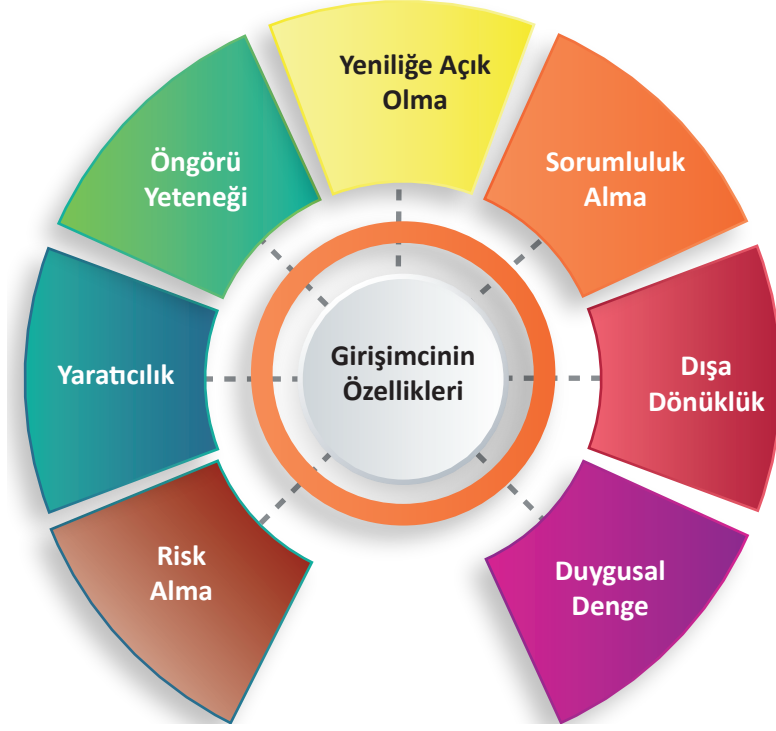 Yeniliğe Açık
Olma
Öngörü
Yeteneği
Sorumluluk
Alma
Yaratıcılık
Girişimcinin
Özellikleri
Dışa
Dönüklük
Risk
Alma
Duygusal
Denge